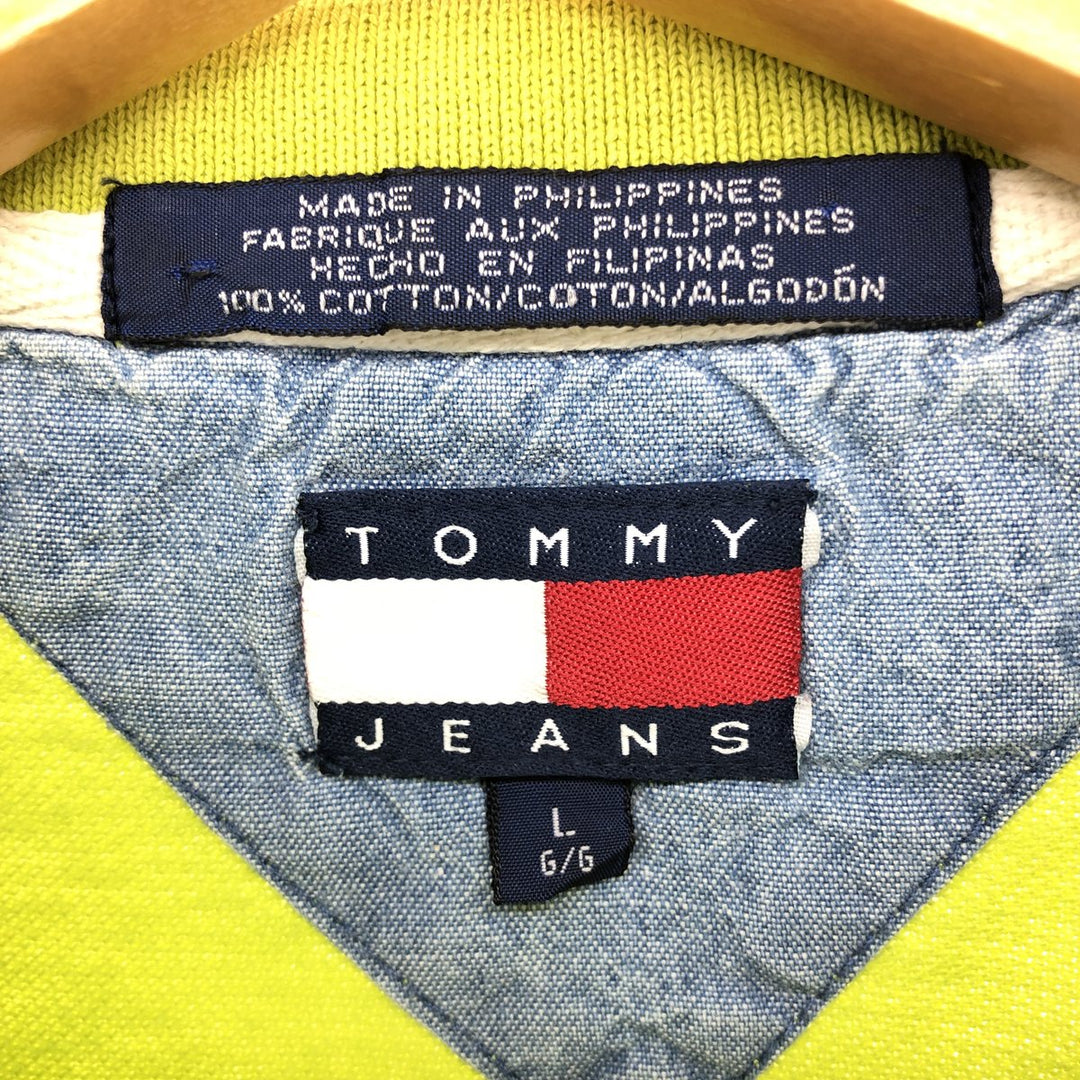 MADE IN PHILIPPINES
FABRIQUE AUX PHILIPPINES
HECHO EN FILIPINAS
100% COTTON/COTON/ALGODÓN
TOMMY
JEANS
L
G/G